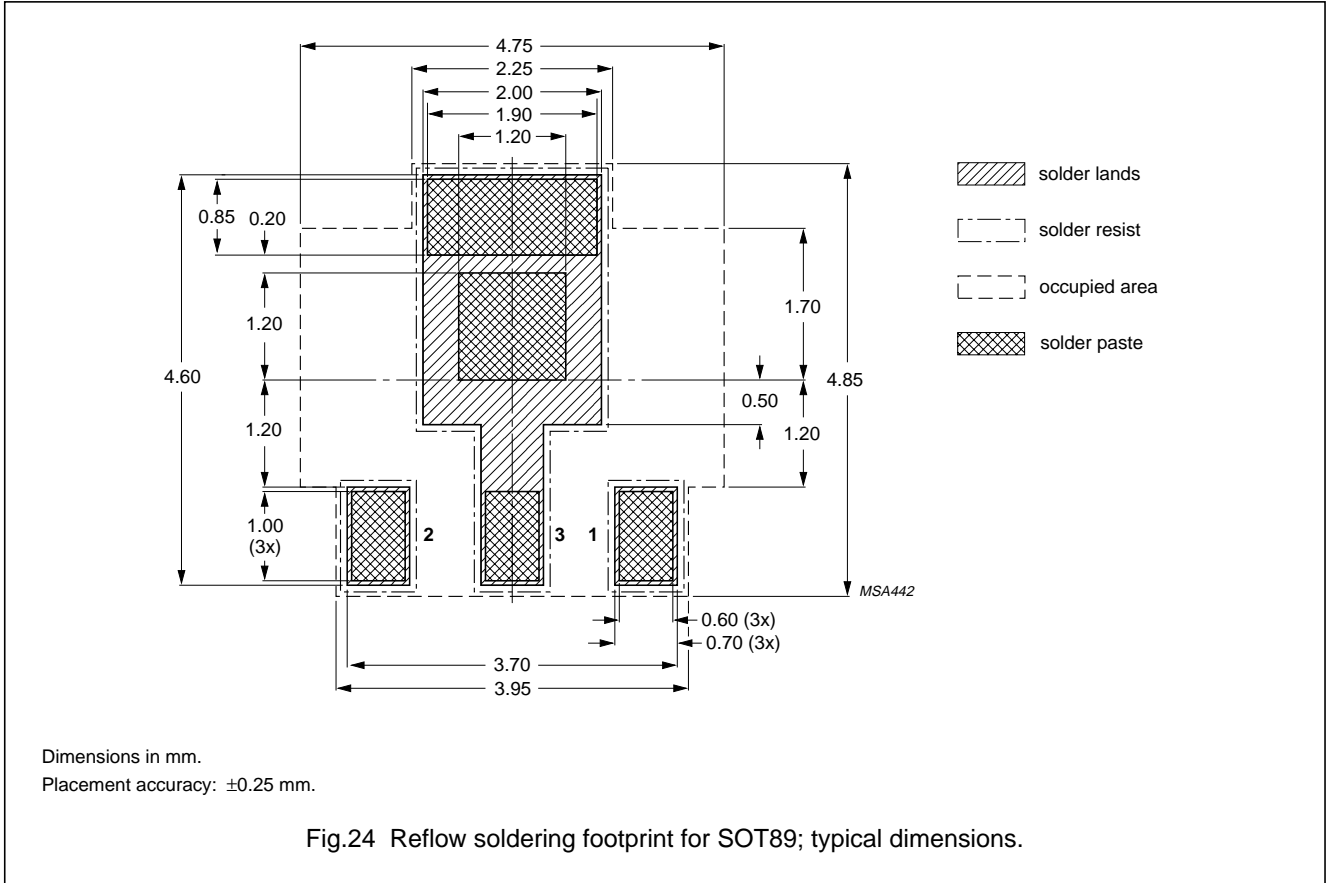 4.75
2.25
2.00
1.90
1.20
solder lands
0.85 0.20
solder resist
occupied area
1.20
1.70
solder paste
4.60
4.85
0.50
1.20
1.20
1.00
(3x)
2
3
1
MSA442
0.60 (3x)
0.70 (3x)
3.70
3.95
Dimensions in mm.
Placement accuracy: ±0.25 mm.
Fig.24 Reflow soldering footprint for SOT89; typical dimensions.